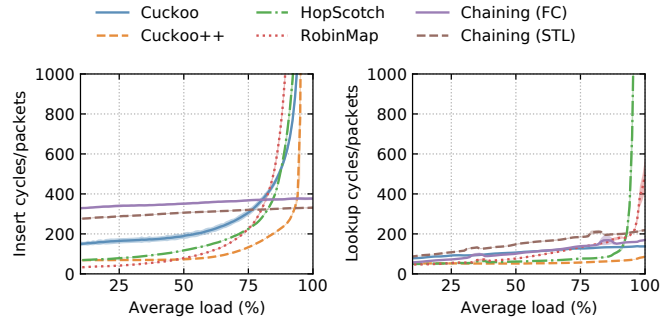 Cuckoo HopScotch Chaining (FC)
Cuckoo++ RobinMap Chaining (STL)
Insert cycles/packets
1000
800
600
400
200
0
25 50 75 100
Average load (%)
Lookup cycles/packets
1000
800
600
400
200
0
25 50 75 100
Average load (%)